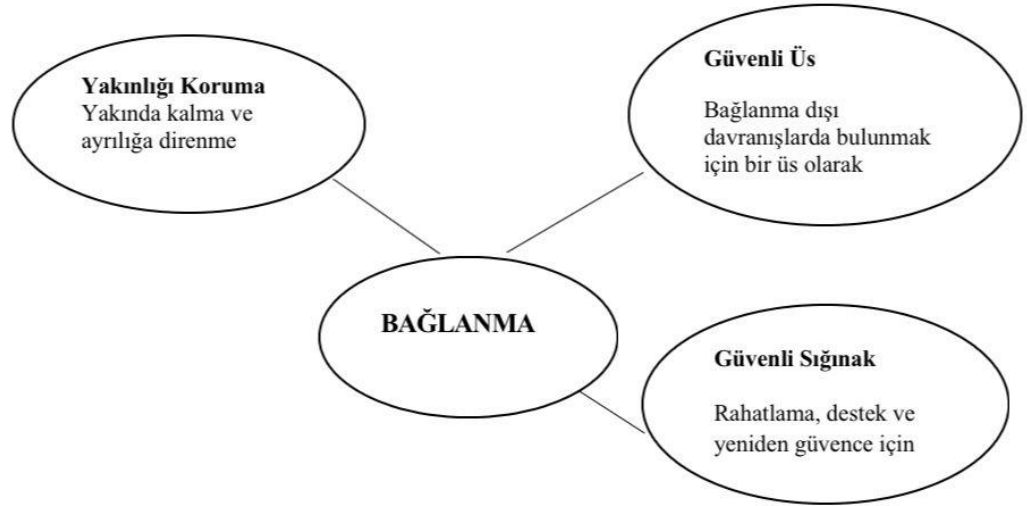 Yakınlığı Koruma
Yakında kalma ve
ayrılığa direnme
Güvenli Üs
Bağlanma dışı
davranışlarda bulunmak
için bir üs olarak
BAĞLANMA
Güvenli Sığınak
Rahatlama, destek ve
yeniden güvence için